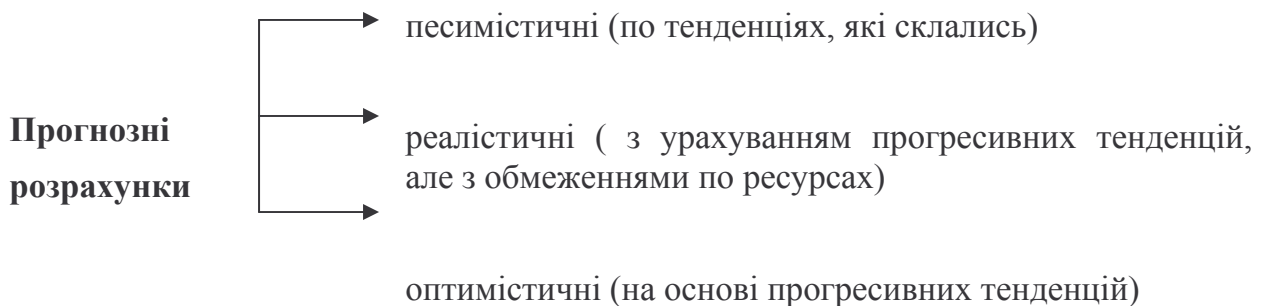 песимістичні (по тенденціях, які склались)
Прогнозні
розрахунки
реалістичні ( з урахуванням прогресивних тенденцій,
але з обмеженнями по ресурсах)
оптимістичні (на основі прогресивних тенденцій)